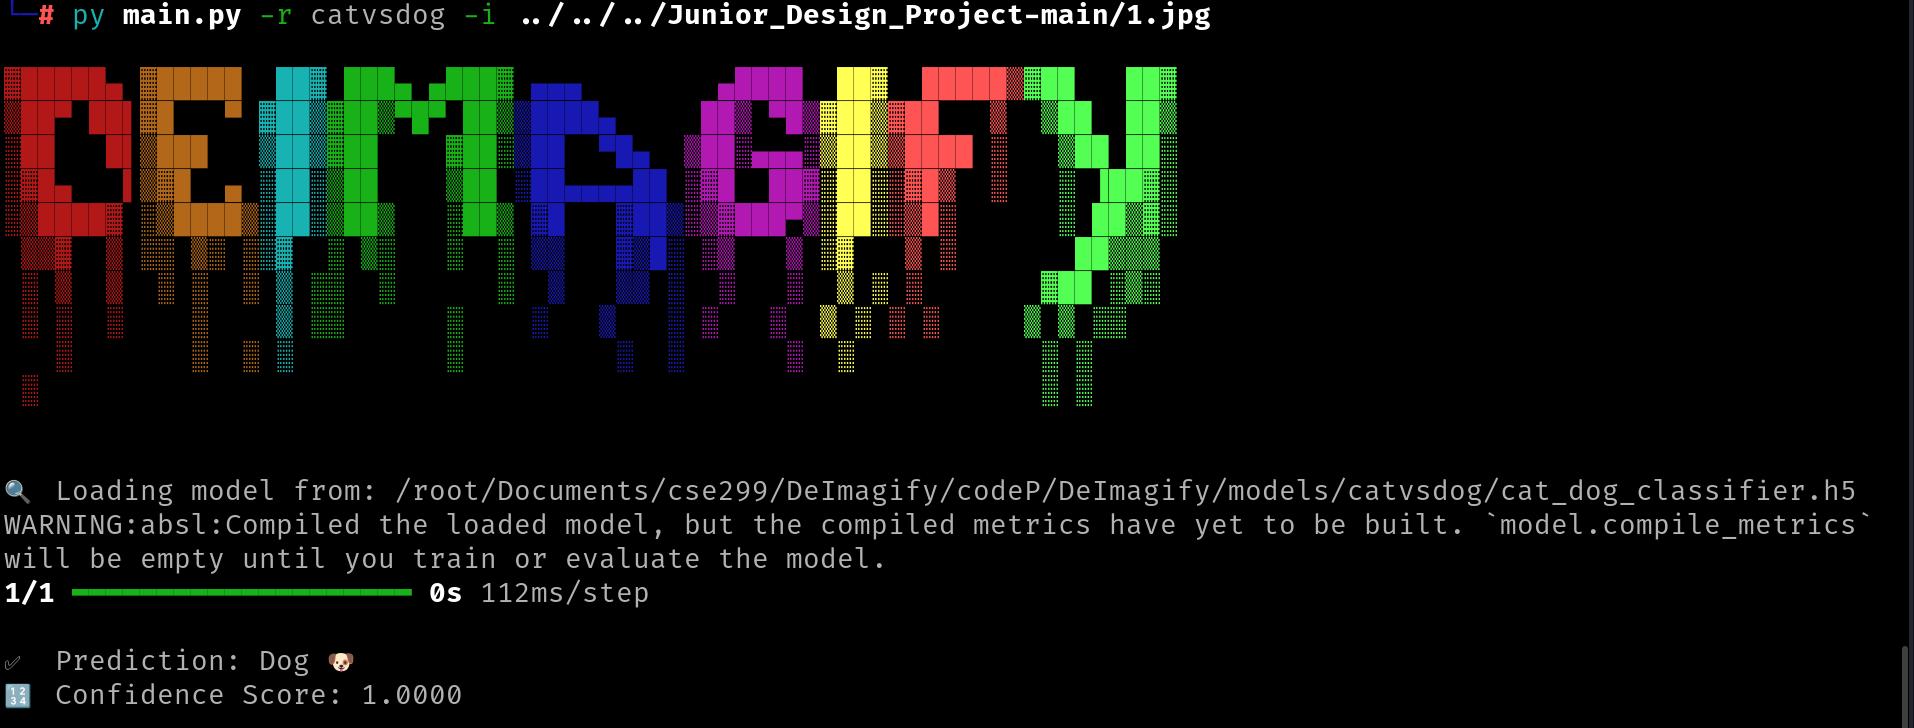 └─# py main.py -r catvsdog -i ../../../Junior_Design_Project-main/1.jpg
DEIMAGIFY
🔍 Loading model from: /root/Documents/cse299/DeImagify/codeP/DeImagify/models/catvsdog/cat_dog_classifier.h5
WARNING:absl:Compiled the loaded model, but the compiled metrics have yet to be built. `model.compile_metrics`
will be empty until you train or evaluate the model.
1/1 ━━━━━━━━━━━━━━━━━━━━ 0s 112ms/step
✅ Prediction: Dog 🐶
🔢 Confidence Score: 1.0000